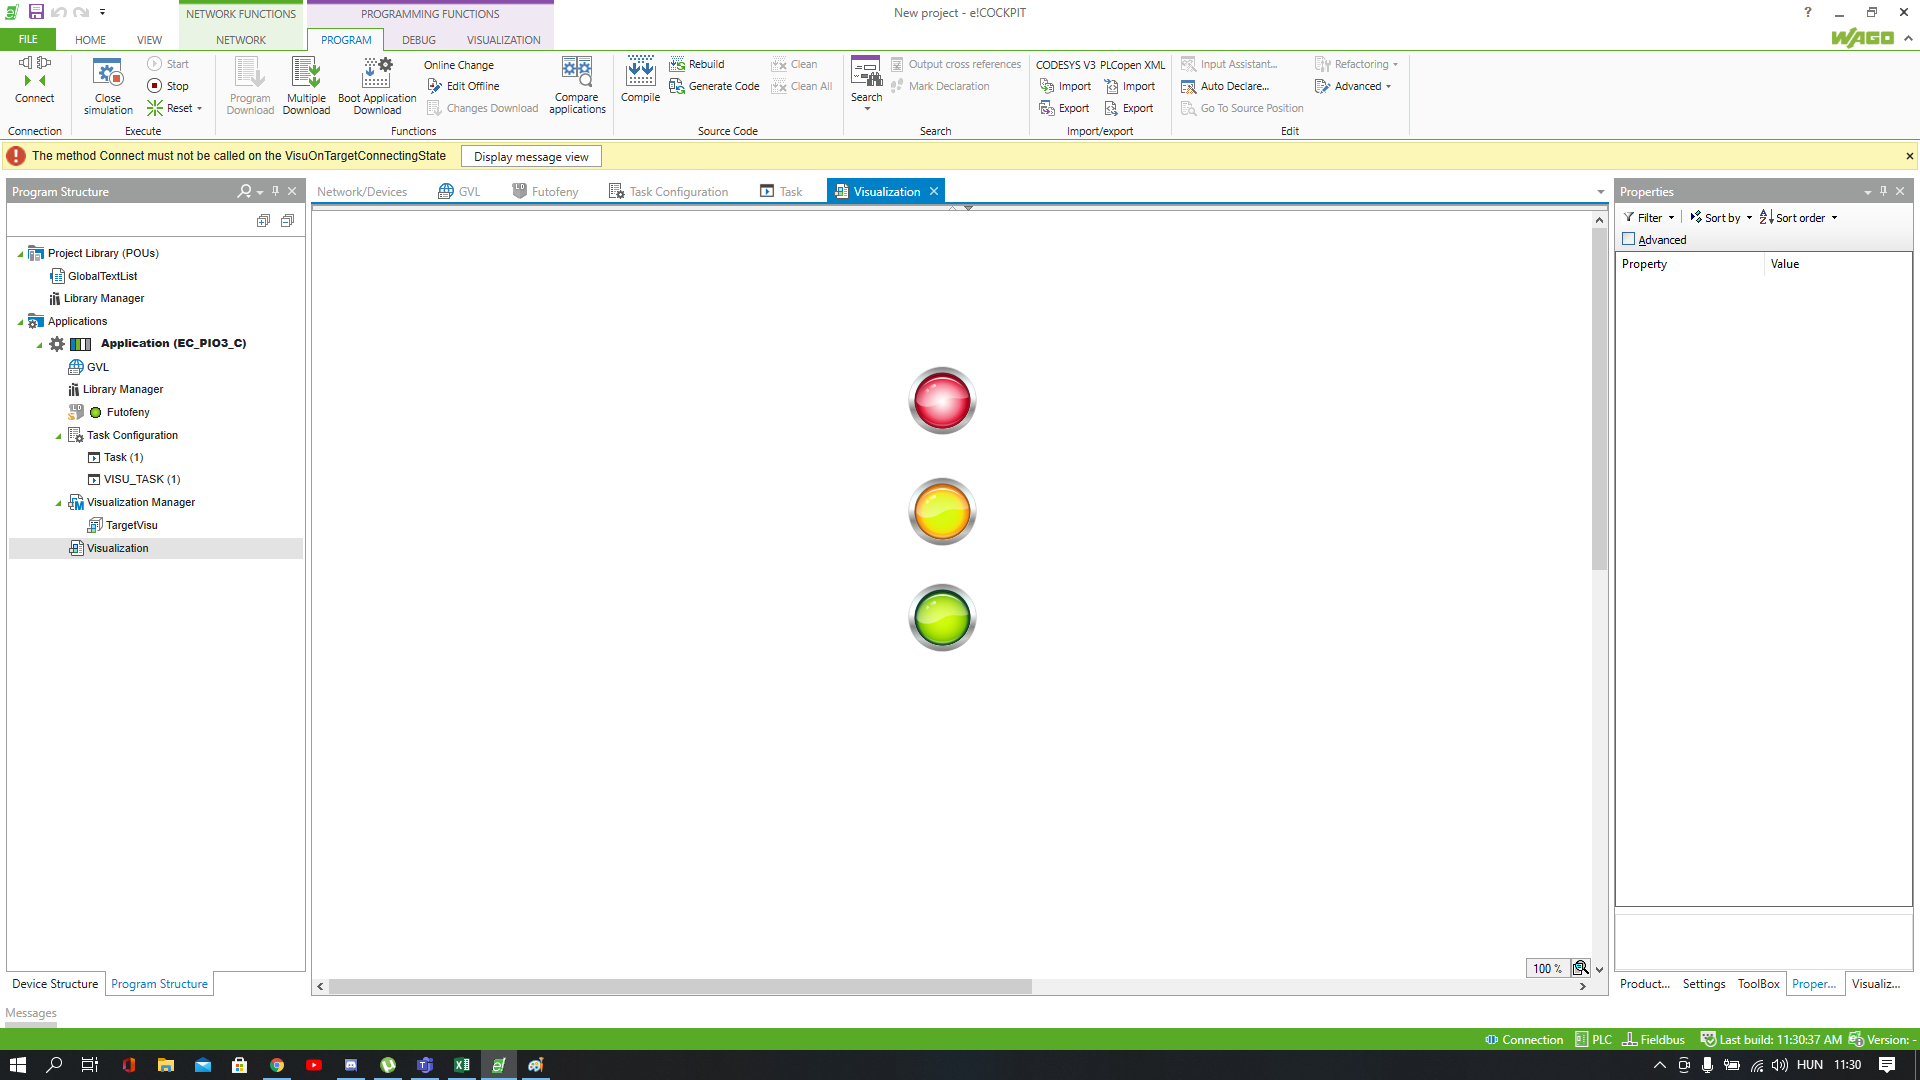 NETWORK FUNCTIONS
PROGRAMMING FUNCTIONS
New project - e!COCKPIT
?
FILE
HOME
VIEW
NETWORK
PROGRAM
DEBUG
VISUALIZATION
WAGO
Connect
Connection
Close simulation
Start
Stop
Reset
Execute
Program Download
Multiple Download
Boot Application Download
Online Change
Edit Offline
Changes Download
Compare applications
Functions
Compile
Rebuild
Generate Code
Clean
Clean All
Source Code
Search
Output cross references
Mark Declaration
Search
CODESYS V3
Import
Export
PLCopen XML
Import
Export
Import/export
Input Assistant...
Auto Declare...
Go To Source Position
Refactoring
Advanced
Edit
The method Connect must not be called on the VisuOnTargetConnectingState
Display message view
Program Structure
Project Library (POUs)
GlobalTextList
Library Manager
Applications
Application (EC_PIO3_C)
GVL
Library Manager
Futofeny
Task Configuration
Task (1)
VISU_TASK (1)
Visualization Manager
TargetVisu
Visualization
Device Structure
Program Structure
Network/Devices
GVL
Futofeny
Task Configuration
Task
Visualization
100 %
Properties
Filter
Sort by
Sort order
Advanced
Property
Value
Product...
Settings
ToolBox
Proper...
Visualiz...
Messages
Connection
PLC
Fieldbus
Last build: 11:30:37 AM
Version: -
HUN
11:30